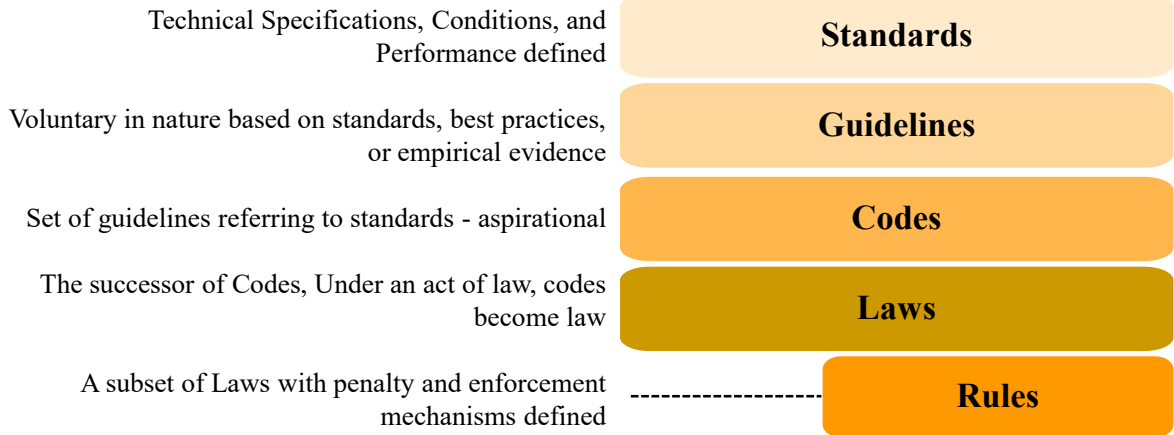 Technical Specifications, Conditions, and
Performance defined
Standards
Voluntary in nature based on standards, best practices,
or empirical evidence
Guidelines
Set of guidelines referring to standards - aspirational
Codes
The successor of Codes, Under an act of law, codes
become law
Laws
A subset of Laws with penalty and enforcement
mechanisms defined
Rules